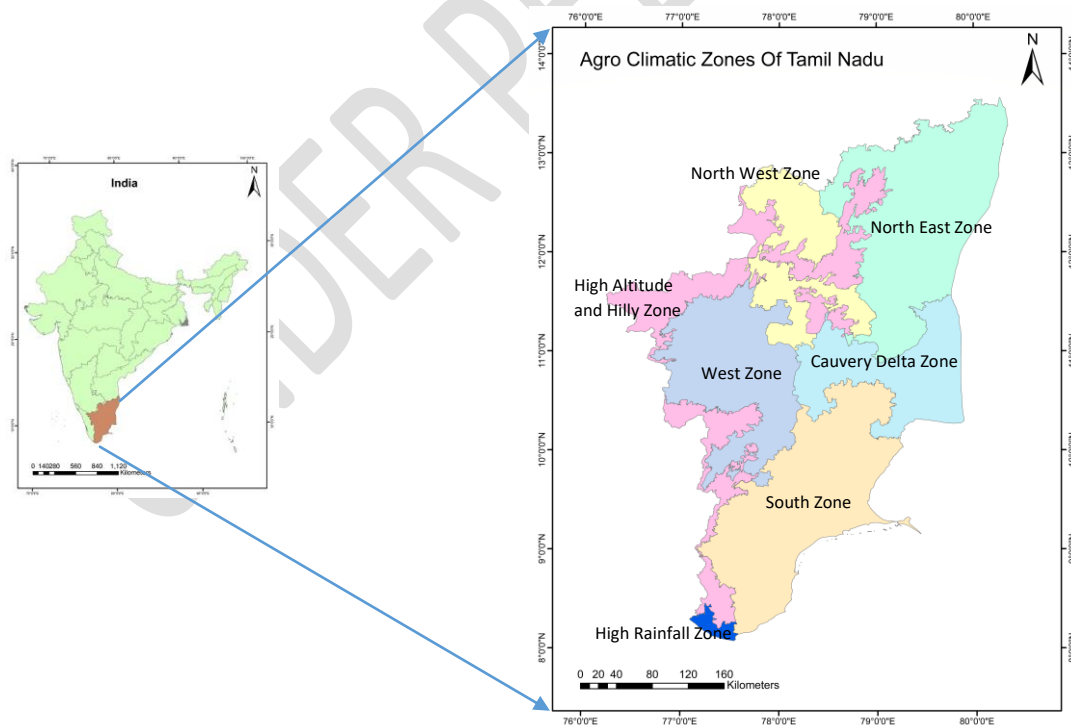 76°0'0"E 77°0'0"E 78°0'0"E 79°0'0"E 80°0'0"E
Agro Climatic Zones Of Tamil Nadu
N
14°0'0"N
13°0'0"N
12°0'0"N
11°0'0"N
10°0'0"N
9°0'0"N
8°0'0"N
North West Zone
North East Zone
High Altitude
and Hilly Zone
West Zone
Cauvery Delta Zone
South Zone
High Rainfall Zone
0 20 40 80 120 160
Kilometers
76°0'0"E 77°0'0"E 78°0'0"E 79°0'0"E 80°0'0"E
India
N
0 140280 560 840 1,120
Kilometers
UNDER PE